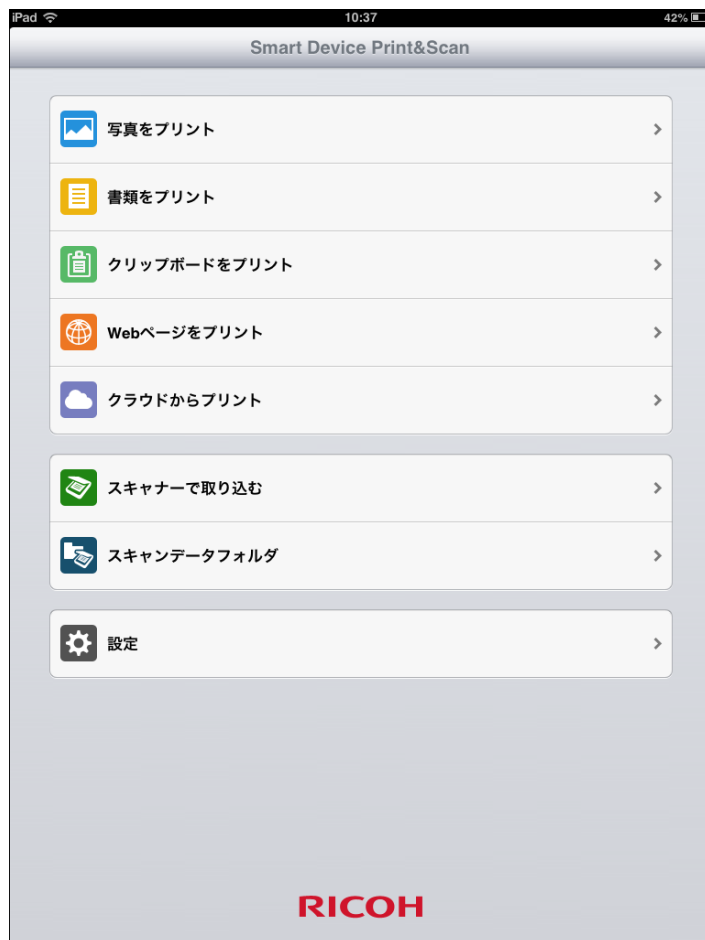 iPad 10:37 42%
Smart Device Print&Scan
写真をプリント
書類をプリント
クリップボードをプリント
Webページをプリント
クラウドからプリント
スキャナーで取り込む
スキャンデータフォルダ
設定
RICOH